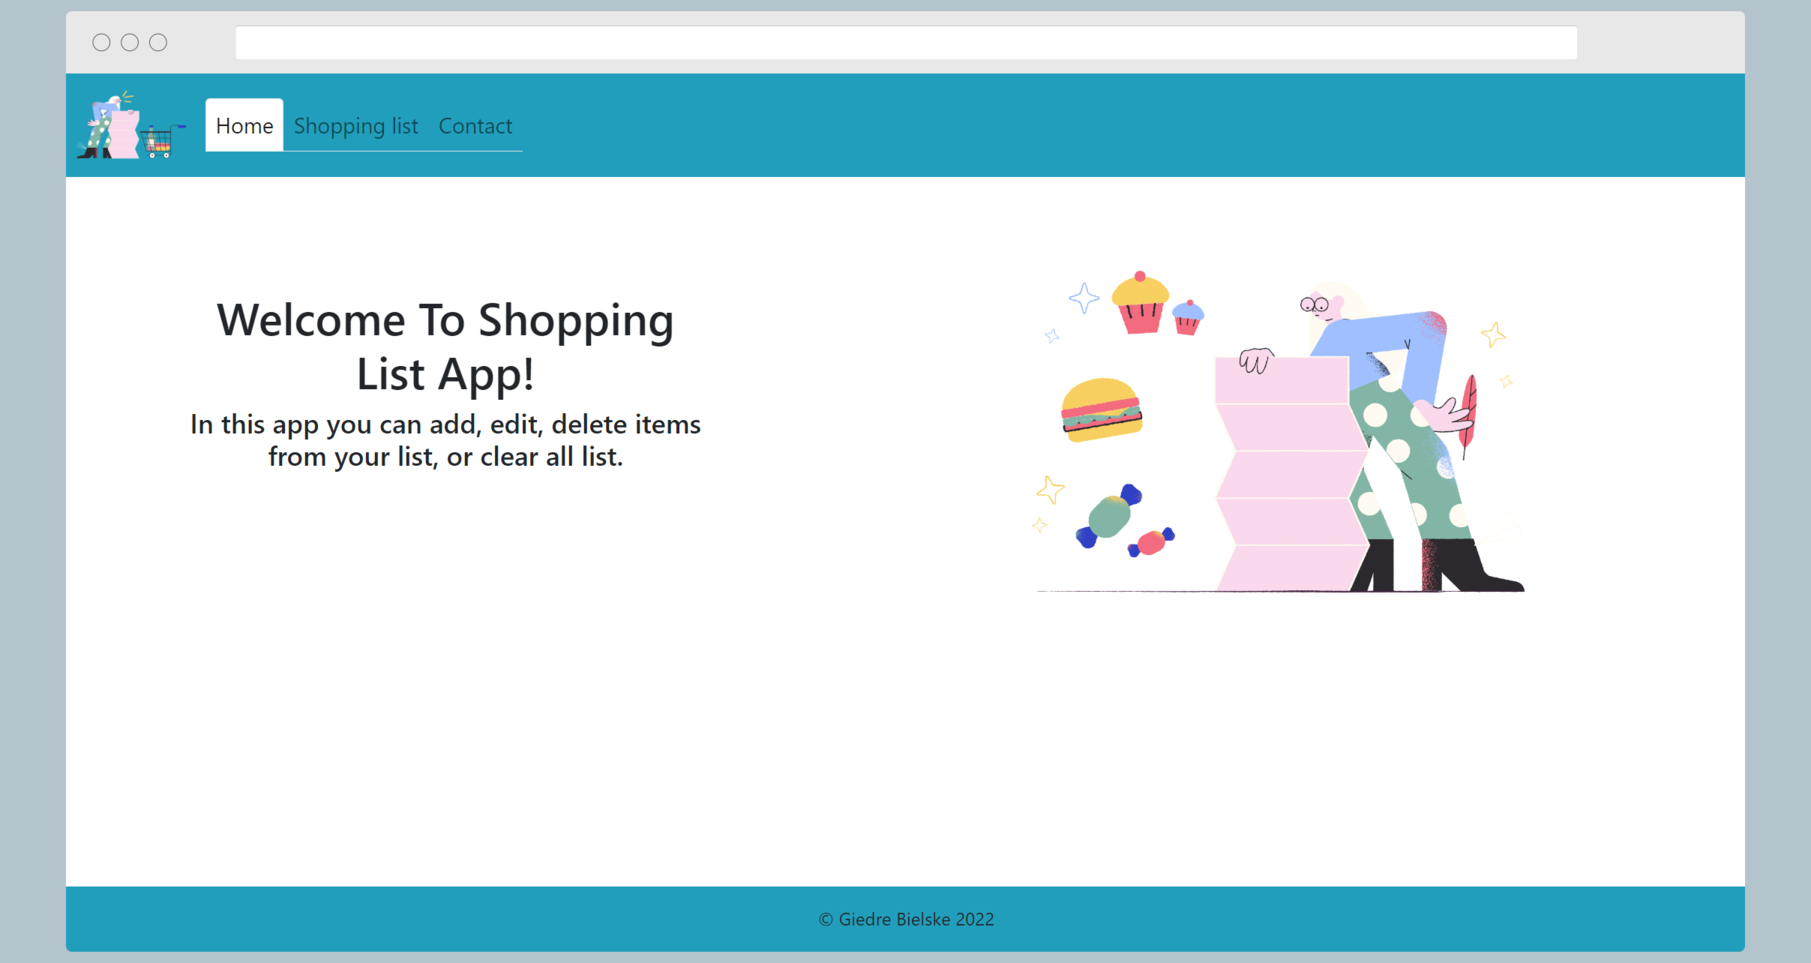 Home Shopping list Contact
Welcome To Shopping
List App!
In this app you can add, edit, delete items
from your list, or clear all list.
© Giedre Bielske 2022